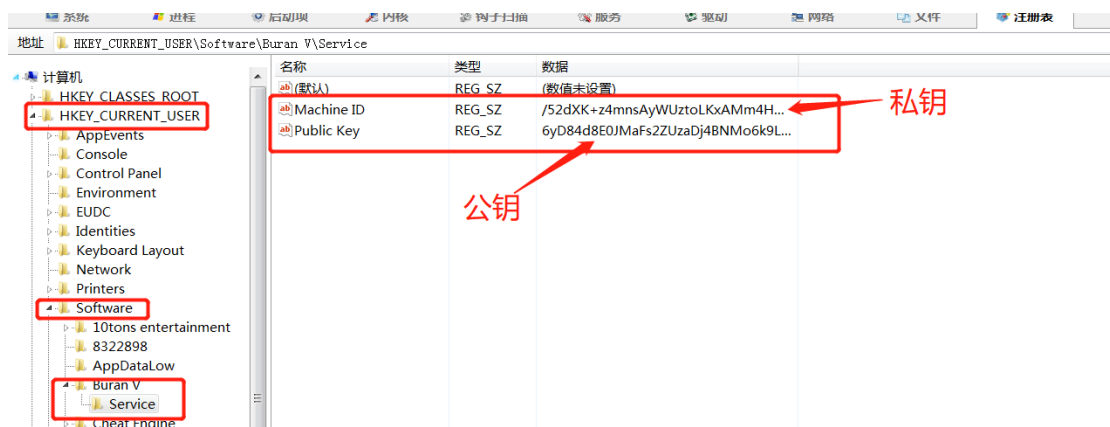 系统 进程 启动项 内核 钩子扫描 服务 驱动 网络 文件 注册表
地址 HKEY_CURRENT_USER\Software\Buran V\Service
计算机
HKEY_CLASSES_ROOT
HKEY_CURRENT_USER
AppEvents
Console
Control Panel
Environment
EUDC
Identities
Keyboard Layout
Network
Printers
Software
10tons entertainment
8322898
AppDataLow
Buran V
Service
Cheat Engine
名称 类型 数据
(默认) REG_SZ (数值未设置)
Machine ID REG_SZ /52dXK+z4mnsAyWUztoLKxAMm4H...
Public Key REG_SZ 6yD84d8E0JMaFs2ZUzaDj4BNMo6k9L...
私钥
公钥